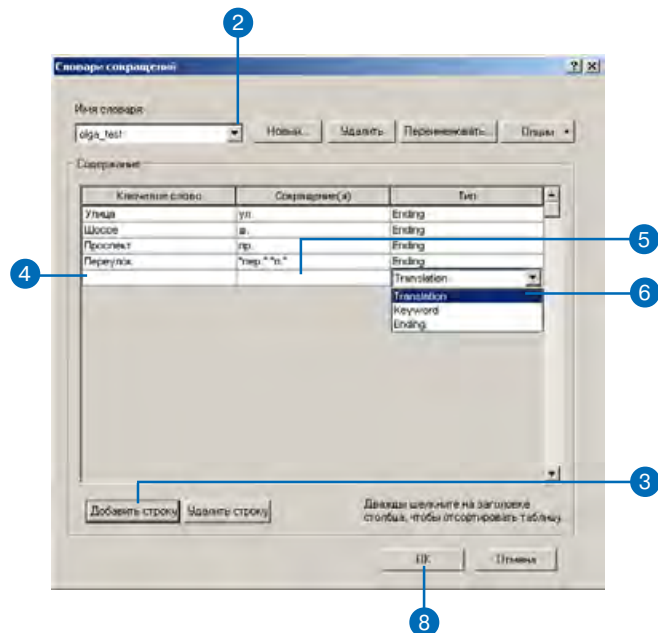 2
Словари сокращений
Имя словаря
olga_test Новый... Удалить Переименовать... Опции
Содержание
Ключевое слово Сокращение(а) Тип
Улица ул. Ending
Шоссе ш. Ending
Проспект пр. Ending
Переулок "пер." "п." Ending
5
4
Translation
6
Translation
Keyword
Ending
3
Добавить строку Удалить строку
Дважды щелкните на заголовке
столбца, чтобы отсортировать таблицу
OK Отмена
8